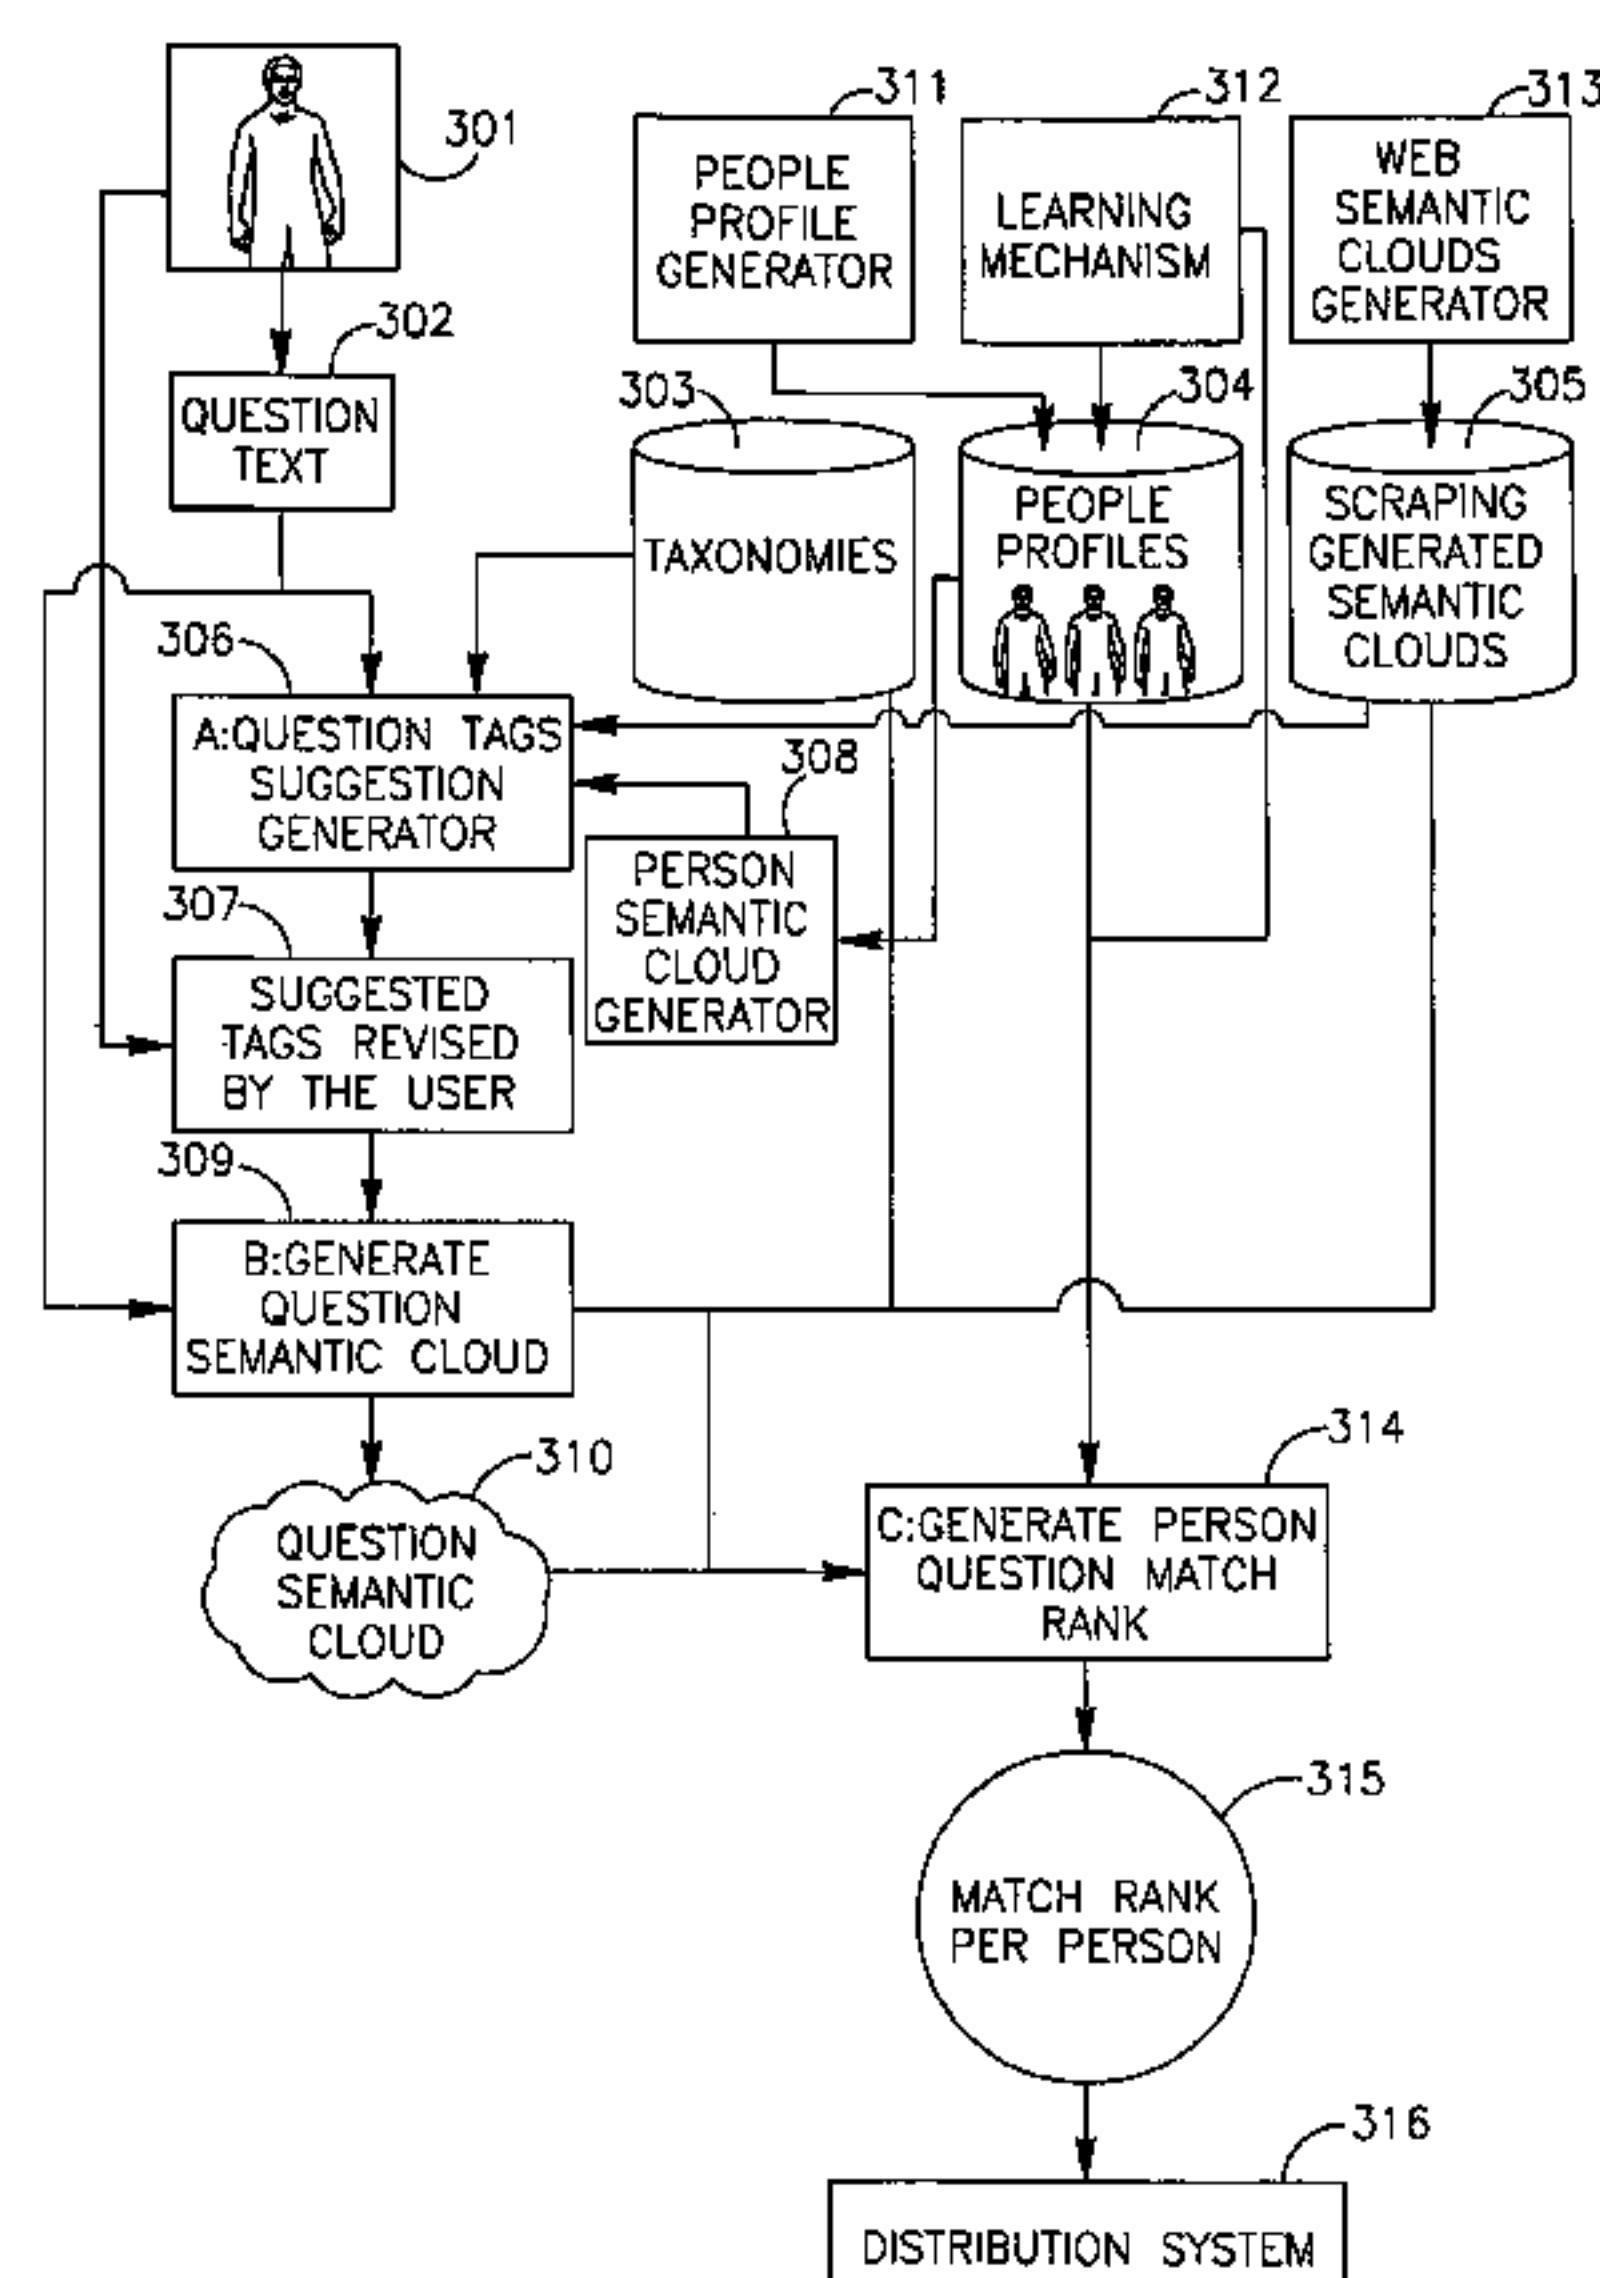 301
311
312
313
PEOPLE
PROFILE
GENERATOR
LEARNING
MECHANISM
WEB
SEMANTIC
CLOUDS
GENERATOR
302
QUESTION
TEXT
303
304
305
TAXONOMIES
PEOPLE
PROFILES
SCRAPING
GENERATED
SEMANTIC
CLOUDS
306
A:QUESTION TAGS
SUGGESTION
GENERATOR
308
PERSON
SEMANTIC
CLOUD
GENERATOR
307
SUGGESTED
TAGS REVISED
BY THE USER
309
B:GENERATE
QUESTION
SEMANTIC CLOUD
310
QUESTION
SEMANTIC
CLOUD
314
C:GENERATE PERSON
QUESTION MATCH
RANK
315
MATCH RANK
PER PERSON
316
DISTRIBUTION SYSTEM